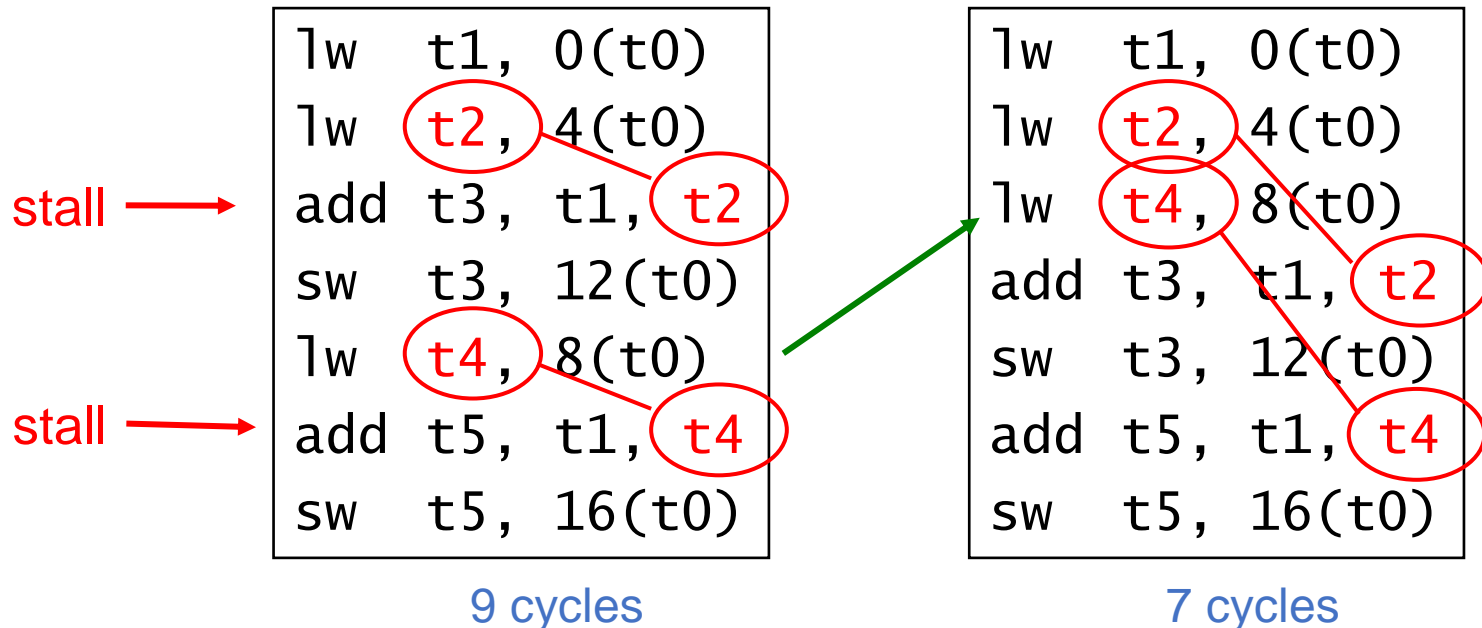 lw t1, 0(t0)
lw t2, 4(t0)
stall add t3, t1, t2
sw t3, 12(t0)
lw t4, 8(t0)
stall add t5, t1, t4
sw t5, 16(t0)
9 cycles
lw t1, 0(t0)
lw t2, 4(t0)
lw t4, 8(t0)
add t3, t1, t2
sw t3, 12(t0)
add t5, t1, t4
sw t5, 16(t0)
7 cycles